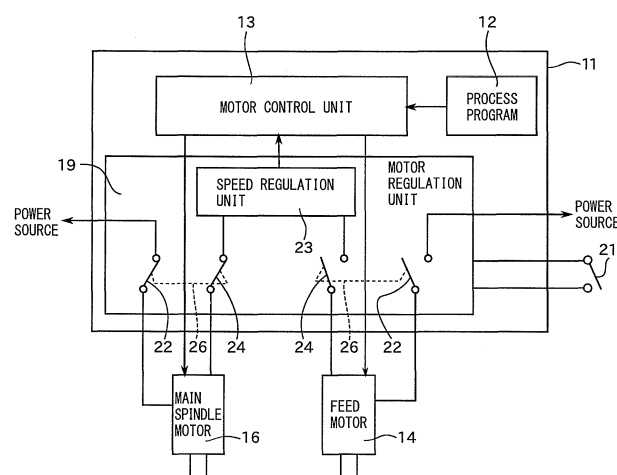 13
12
11
MOTOR CONTROL UNIT
PROCESS
PROGRAM
19
SPEED REGULATION
UNIT
MOTOR
REGULATION
UNIT
POWER
SOURCE
POWER
SOURCE
23
21
22
26
24
24
26
22
MAIN
SPINDLE
MOTOR
16
FEED
MOTOR
14